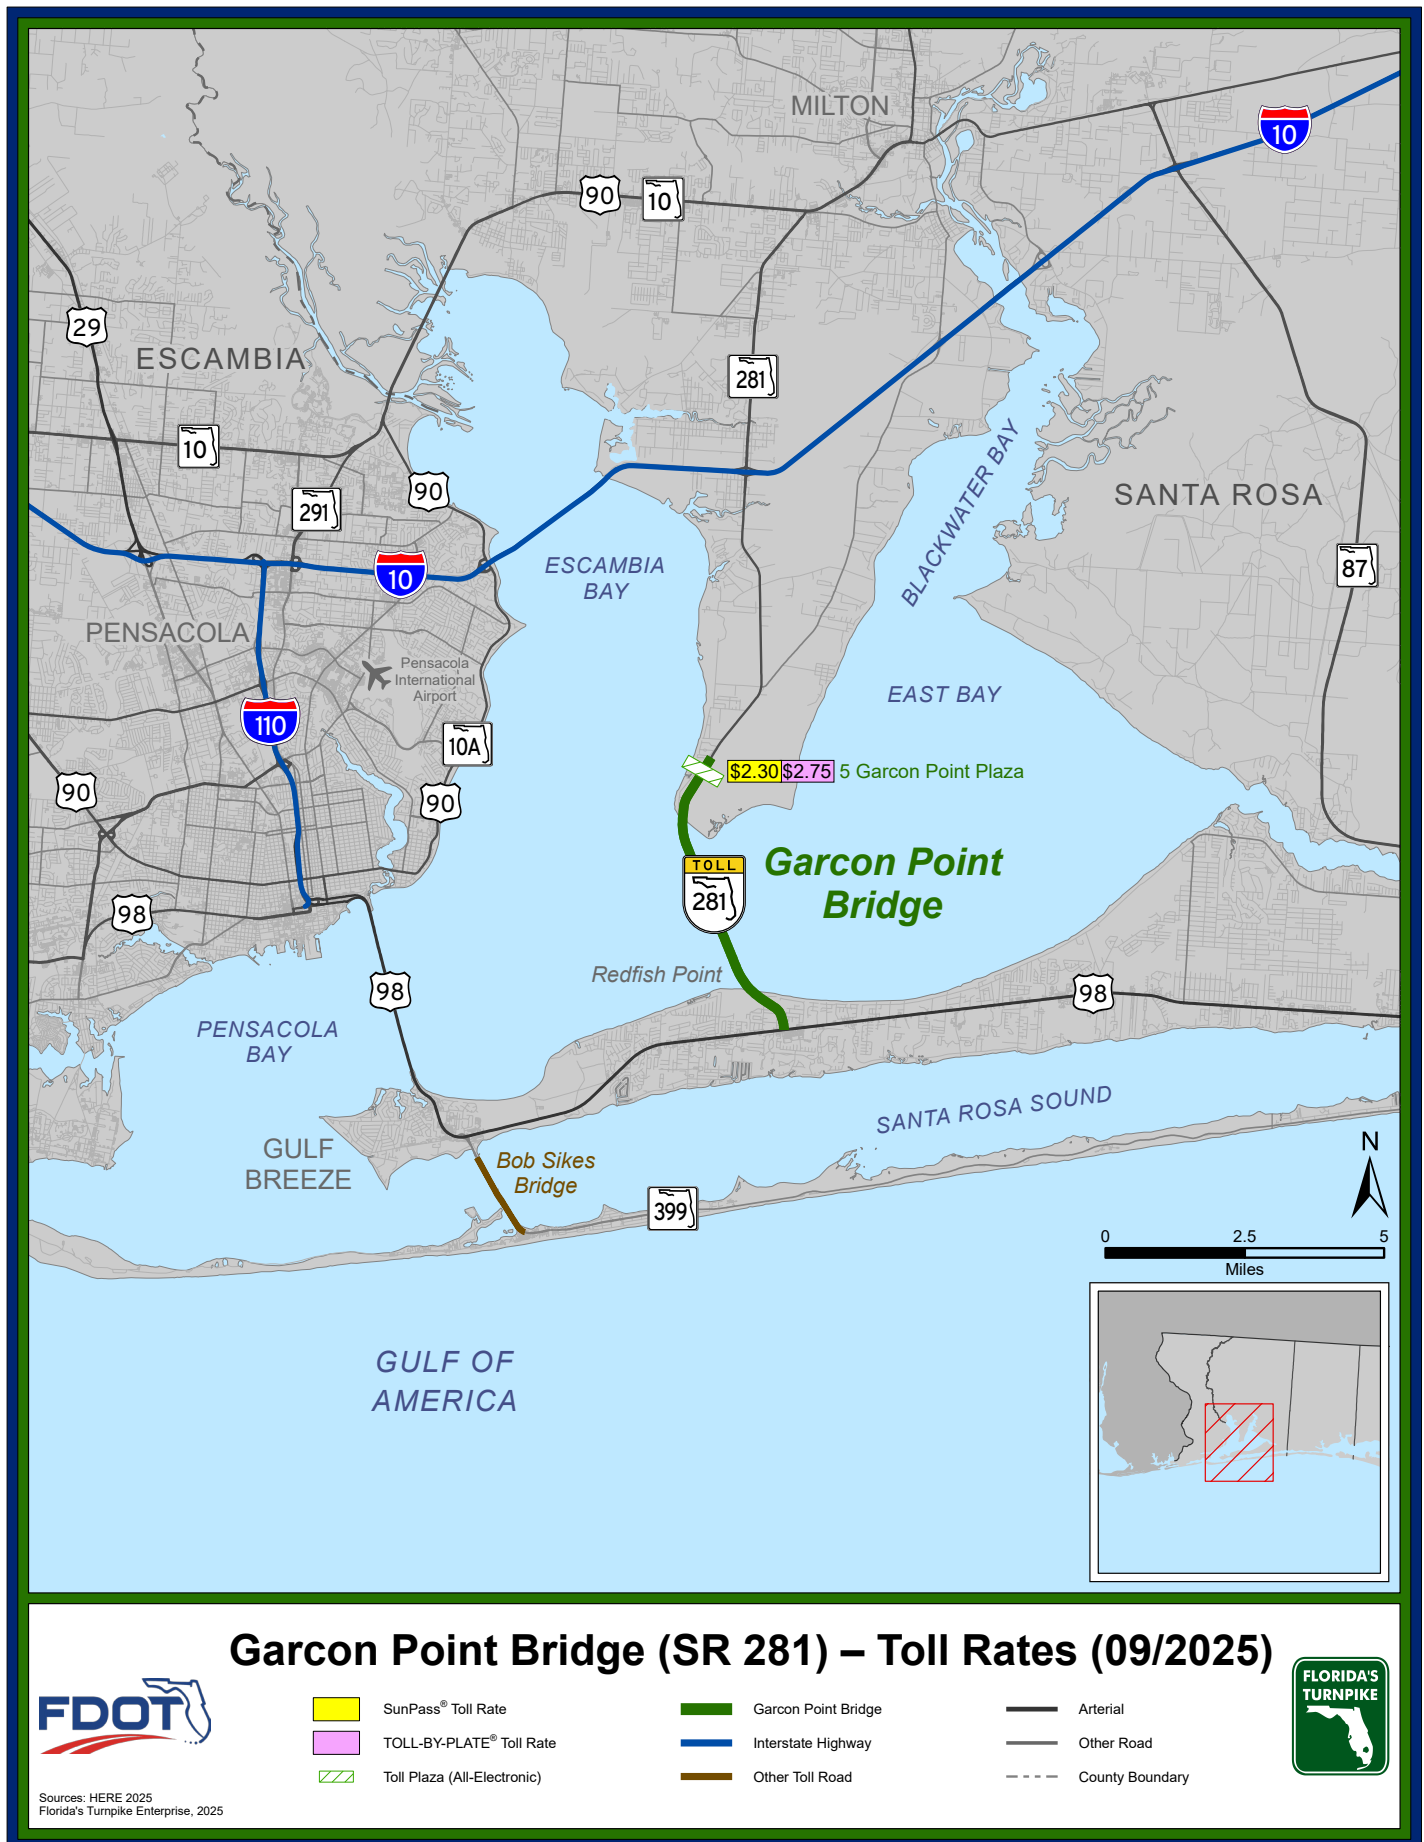 MILTON
10
90
10
29
ESCAMBIA
281
10
90
291
SANTA ROSA
BLACKWATER BAY
ESCAMBIA
BAY
10
87
PENSACOLA
Pensacola
International
Airport
EAST BAY
110
10A
$2.30 $2.75 5 Garcon Point Plaza
90
90
Garcon Point
Bridge
TOLL
281
98
Redfish Point
98
98
PENSACOLA
BAY
SANTA ROSA SOUND
GULF
BREEZE
Bob Sikes
Bridge
399
N
0 2.5 5
Miles
GULF OF
AMERICA
Garcon Point Bridge (SR 281) – Toll Rates (09/2025)
FDOT
SunPass® Toll Rate
TOLL-BY-PLATE® Toll Rate
Toll Plaza (All-Electronic)
Garcon Point Bridge
Interstate Highway
Other Toll Road
Arterial
Other Road
County Boundary
FLORIDA'S
TURNPIKE
Sources: HERE 2025
Florida's Turnpike Enterprise, 2025